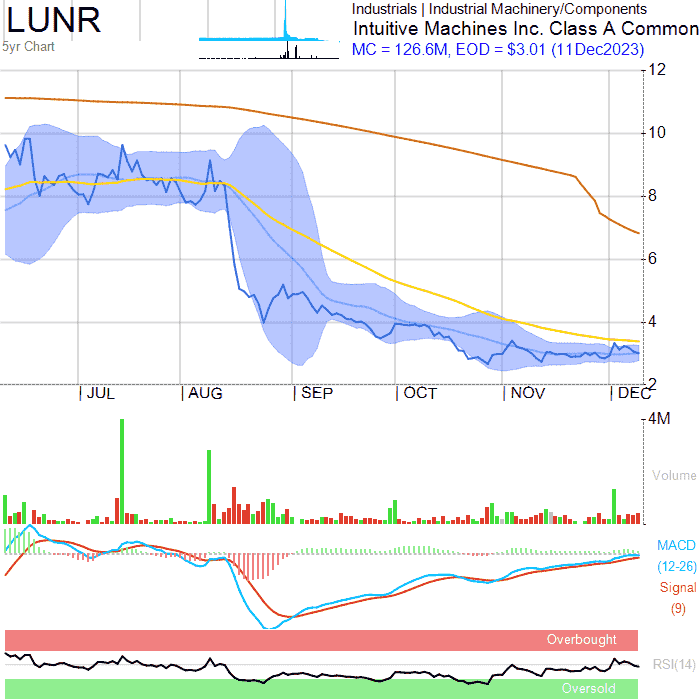 LUNR
5yr Chart
Industrials | Industrial Machinery/Components
Intuitive Machines Inc. Class A Common
MC = 126.6M, EOD = $3.01 (11Dec2023)
12
10
8
6
4
2
| JUL | AUG | SEP | OCT | NOV | DEC
4M
Volume
MACD
(12-26)
Signal
(9)
Overbought
RSI(14)
Oversold